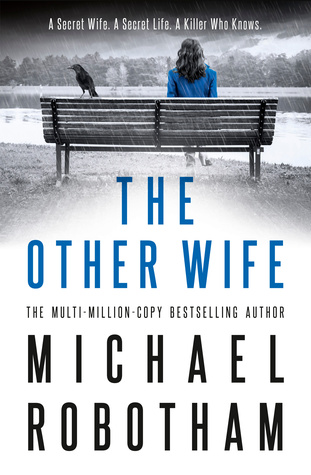 A Secret Wife. A Secret Life. A Killer Who Knows.
THE
OTHER WIFE
THE MULTI-MILLION-COPY BESTSELLING AUTHOR
MICHAEL
ROBOTHAM